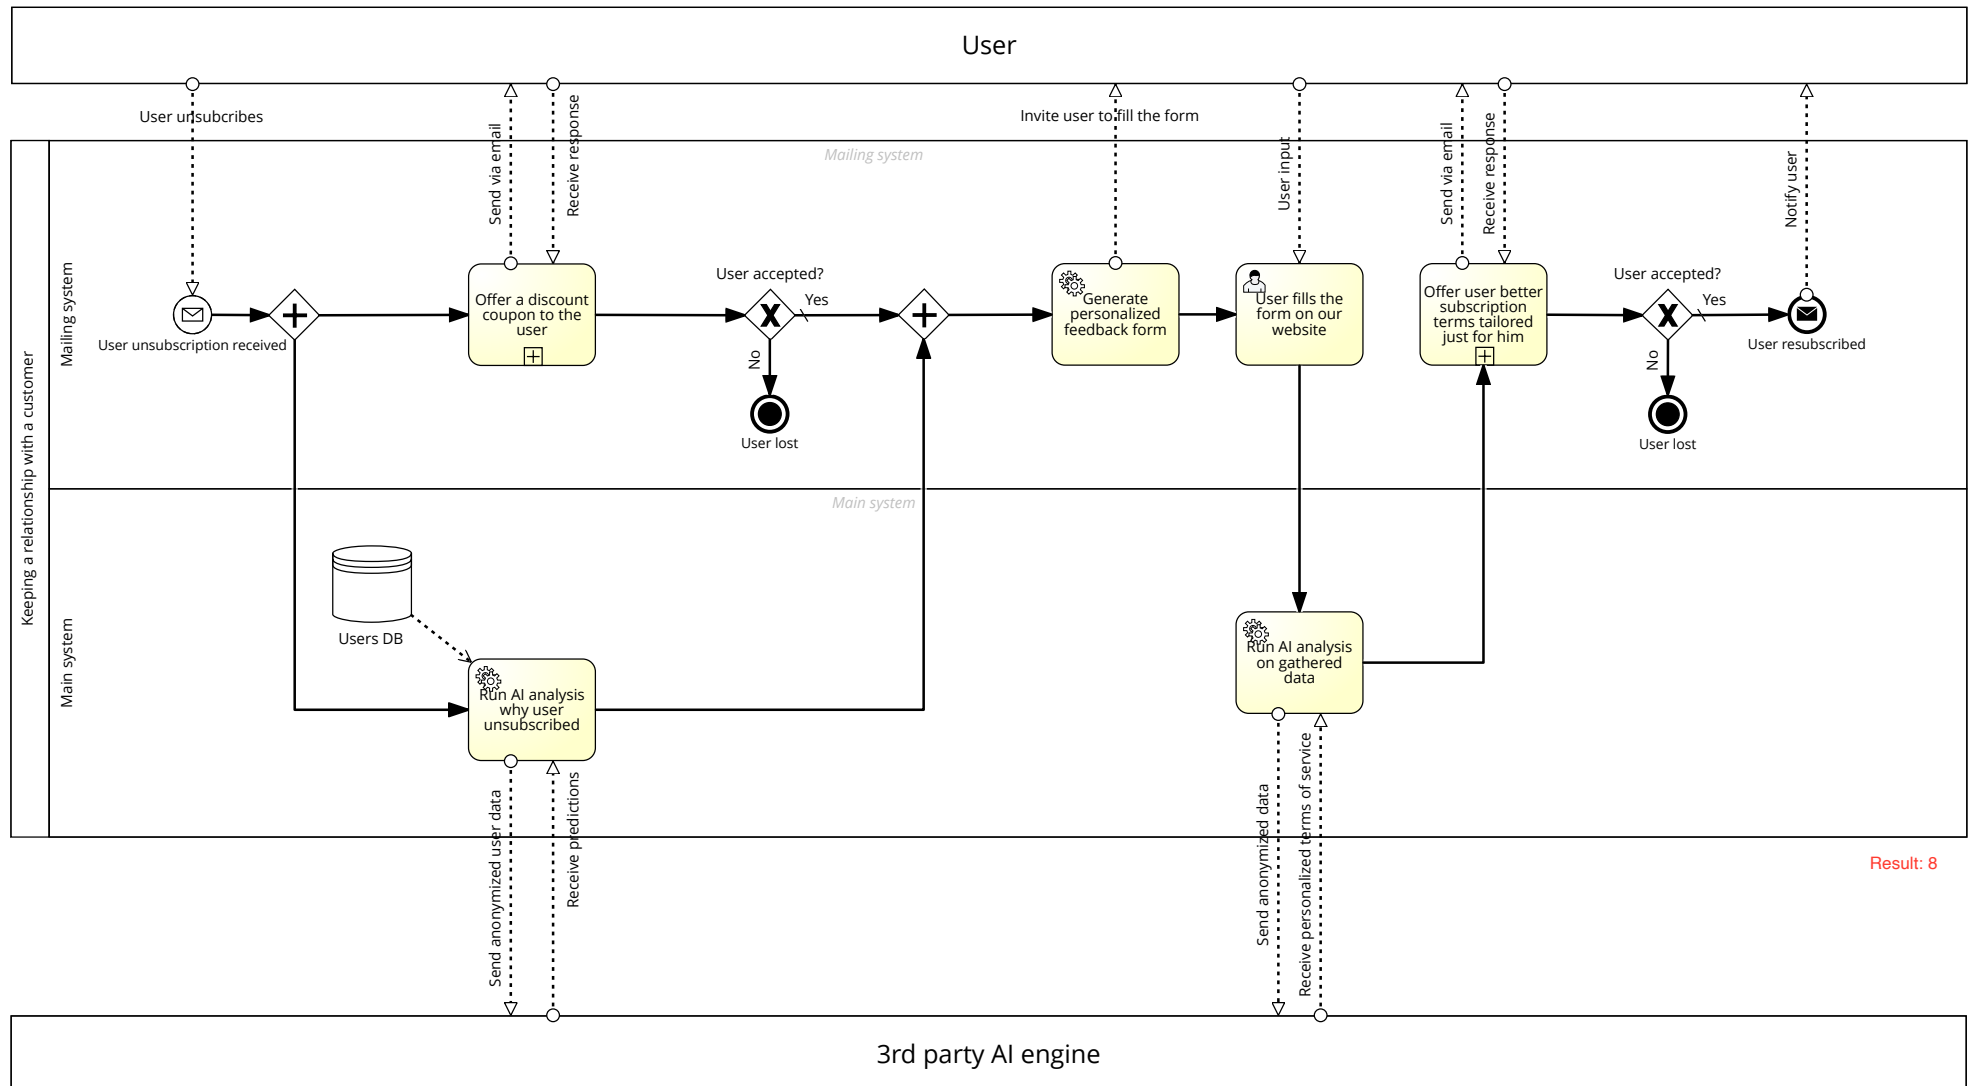 User
User unsubcribes
Send via email
Receive response
Invite user to fill the form
User input
Send via email
Receive response
Notify user
Keeping a relationship with a customer
Mailing system
Mailing system
User unsubscription received
Offer a discount
coupon to the
user
User accepted?
Yes
No
User lost
Generate
personalized
feedback form
User fills the
form on our
website
Offer user better
subscription
terms tailored
just for him
User accepted?
Yes
No
User lost
User resubscribed
Main system
Main system
Users DB
Run AI analysis
why user
unsubscribed
Run AI analysis
on gathered
data
Send anonymized user data
Receive predictions
Send anonymized data
Receive personalized terms of service
Result: 8
3rd party AI engine